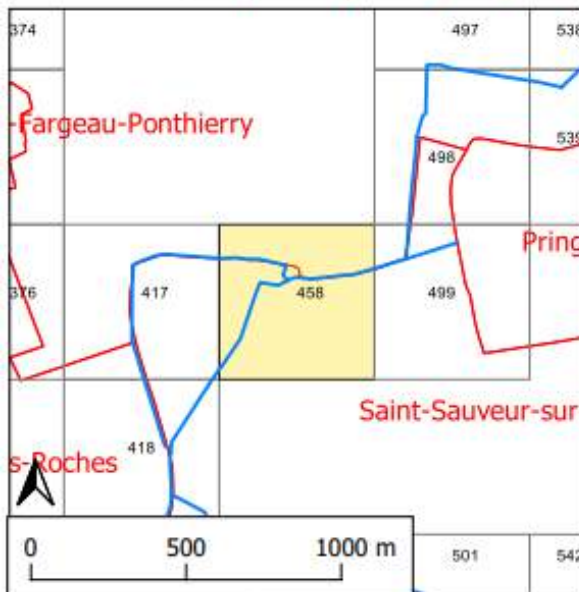 374
497
538
-Fargeau-Ponthierry
539
498
Pring
376
417
458
499
Saint-Sauveur-sur
418
s-Roches
0 500 1000 m
501
542